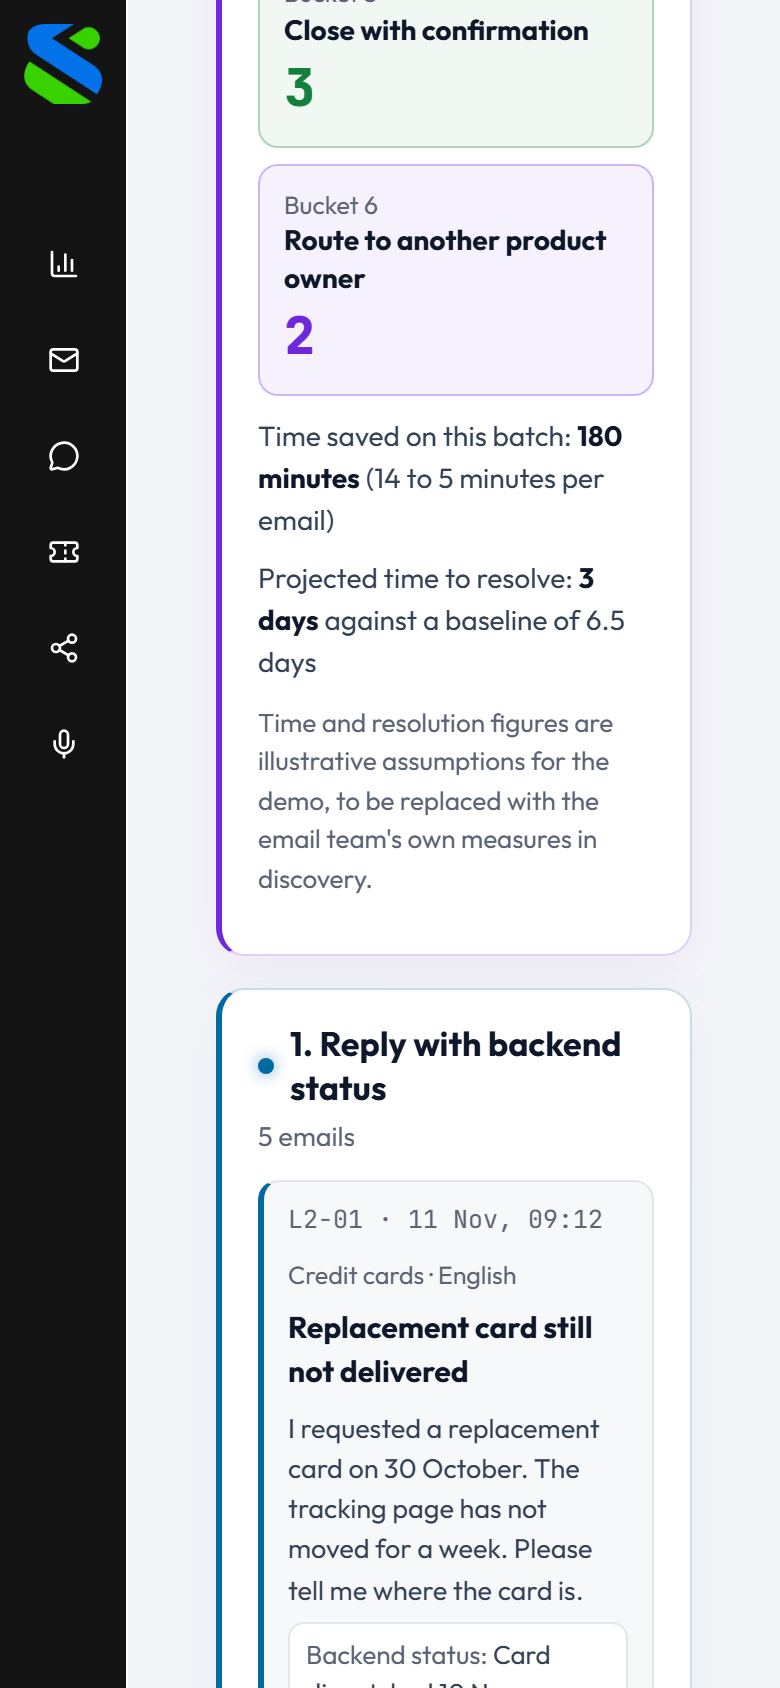 Close with confirmation
3
Bucket 6
Route to another product
owner
2
Time saved on this batch: 180
minutes (14 to 5 minutes per
email)
Projected time to resolve: 3
days against a baseline of 6.5
days
Time and resolution figures are
illustrative assumptions for the
demo, to be replaced with the
email team's own measures in
discovery.
1. Reply with backend
status
5 emails
L2-01 · 11 Nov, 09:12
Credit cards · English
Replacement card still
not delivered
I requested a replacement
card on 30 October. The
tracking page has not
moved for a week. Please
tell me where the card is.
Backend status: Card